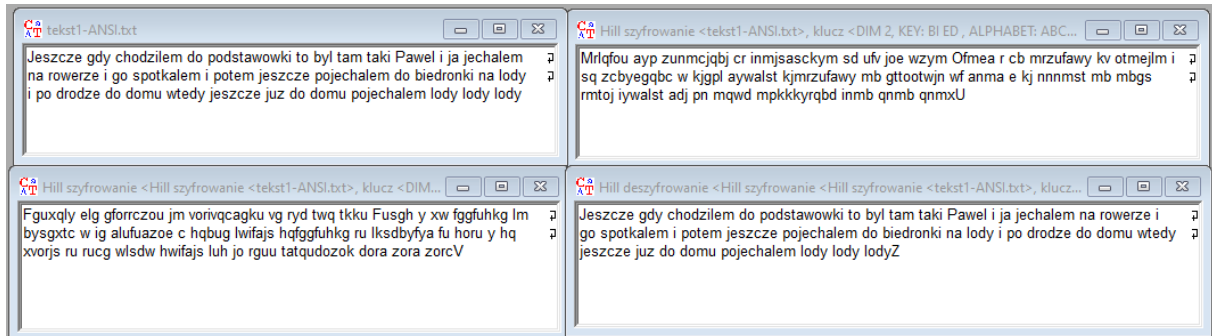 tekst1-ANSI.txt
Jeszcze gdy chodzilem do podstawowki to byl tam taki Pawel i ja jechalem
na rowerze i go spotkalem i potem jeszcze pojechalem do biedronki na lody
i po drodze do domu wtedy jeszcze juz do domu pojechalem lody lody lody
Hill szyfrowanie <tekst1-ANSI.txt>, klucz <DIM 2, KEY: BI ED , ALPHABET: ABC...
Mrlqfou ayp zunmcjqbj cr inmjsasckym sd ufv joe wzym Ofmea r cb mrzufawy kv otmejlm i
sq zcbyegqbc w kjgpl aywalst kjmrzufawy mb gttootwjn wf anma e kj nnnmst mb mbgs
rmtoj iywalst adj pn mqwd mpkkkyrqbd inmb qnmb qnmxU
Hill szyfrowanie <Hill szyfrowanie <tekst1-ANSI.txt>, klucz <DIM...
Fguxqly elg gforrczou jm vorivqcagku vg ryd twq tkku Fusgh y xw fggfuhkg lm
bysgxtc w ig alufuazoe c hqbug lwifajs hqfggfuhkg ru lksdbyfya fu horu y hq
xvorjs ru rucg wlsdw hwifajs luh jo rguu tatqudozok dora zora zorcV
Hill deszyfrowanie <Hill szyfrowanie <Hill szyfrowanie <tekst1-ANSI.txt>, klucz...
Jeszcze gdy chodzilem do podstawowki to byl tam taki Pawel i ja jechalem na rowerze i
go spotkalem i potem jeszcze pojechalem do biedronki na lody i po drodze do domu wtedy
jeszcze juz do domu pojechalem lody lody lodyZ